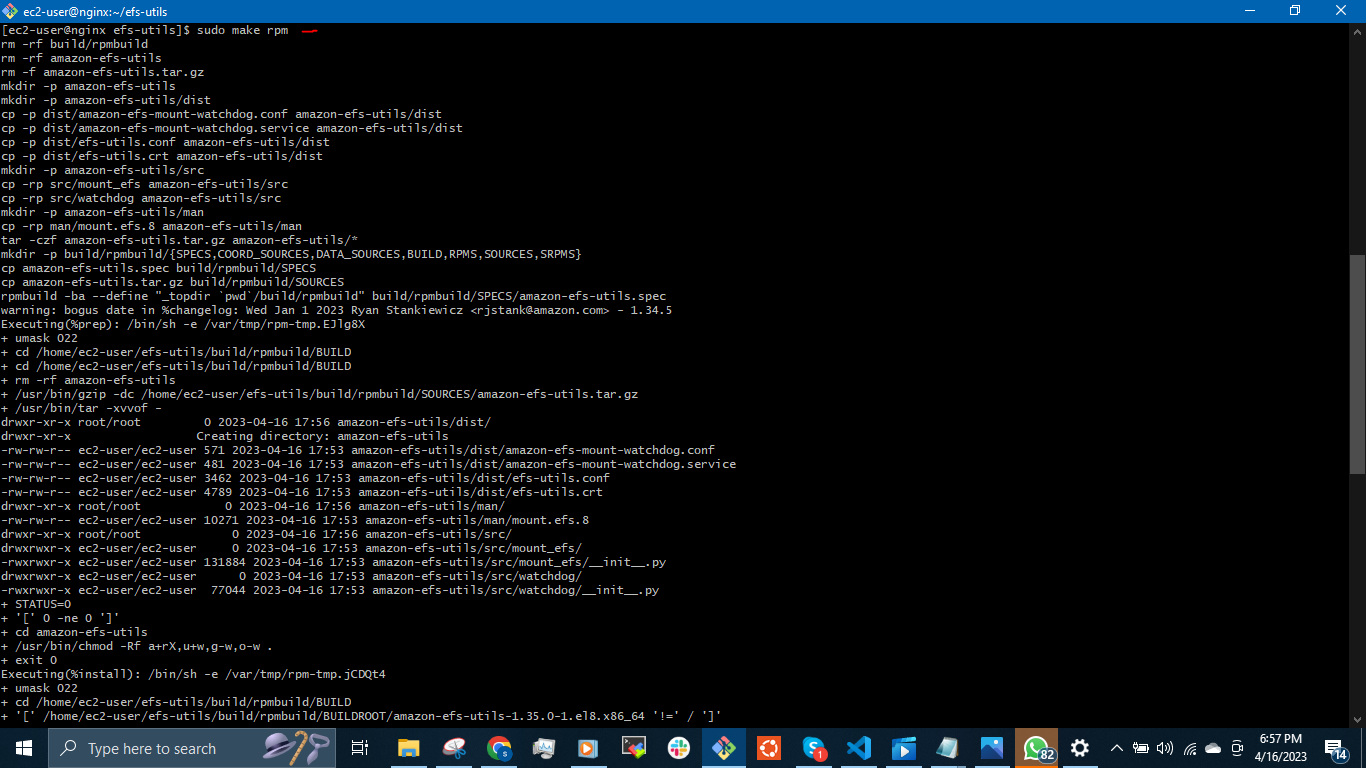 ec2-user@nginx:~/efs-utils
[ec2-user@nginx efs-utils]$ sudo make rpm
rm -rf build/rpmbuild
rm -rf amazon-efs-utils
rm -f amazon-efs-utils.tar.gz
mkdir -p amazon-efs-utils
mkdir -p amazon-efs-utils/dist
cp -p dist/amazon-efs-mount-watchdog.conf amazon-efs-utils/dist
cp -p dist/amazon-efs-mount-watchdog.service amazon-efs-utils/dist
cp -p dist/efs-utils.conf amazon-efs-utils/dist
cp -p dist/efs-utils.crt amazon-efs-utils/dist
mkdir -p amazon-efs-utils/src
cp -rp src/mount_efs amazon-efs-utils/src
cp -rp src/watchdog amazon-efs-utils/src
mkdir -p amazon-efs-utils/man
cp -rp man/mount.efs.8 amazon-efs-utils/man
tar -czf amazon-efs-utils.tar.gz amazon-efs-utils/*
mkdir -p build/rpmbuild/{SPECS,COORD_SOURCES,DATA_SOURCES,BUILD,RPMS,SOURCES,SRPMS}
cp amazon-efs-utils.spec build/rpmbuild/SPECS
cp amazon-efs-utils.tar.gz build/rpmbuild/SOURCES
rpmbuild -ba --define "_topdir `pwd`/build/rpmbuild" build/rpmbuild/SPECS/amazon-efs-utils.spec
warning: bogus date in %changelog: Wed Jan 1 2023 Ryan Stankiewicz <rjstank@amazon.com> - 1.34.5
Executing(%prep): /bin/sh -e /var/tmp/rpm-tmp.EJlg8X
+ umask 022
+ cd /home/ec2-user/efs-utils/build/rpmbuild/BUILD
+ cd /home/ec2-user/efs-utils/build/rpmbuild/BUILD
+ rm -rf amazon-efs-utils
+ /usr/bin/gzip -dc /home/ec2-user/efs-utils/build/rpmbuild/SOURCES/amazon-efs-utils.tar.gz
+ /usr/bin/tar -xvvof -
drwxr-xr-x root/root         0 2023-04-16 17:56 amazon-efs-utils/dist/
drwxr-xr-x                  Creating directory: amazon-efs-utils
-rw-rw-r-- ec2-user/ec2-user 571 2023-04-16 17:53 amazon-efs-utils/dist/amazon-efs-mount-watchdog.conf
-rw-rw-r-- ec2-user/ec2-user 481 2023-04-16 17:53 amazon-efs-utils/dist/amazon-efs-mount-watchdog.service
-rw-rw-r-- ec2-user/ec2-user 3462 2023-04-16 17:53 amazon-efs-utils/dist/efs-utils.conf
-rw-rw-r-- ec2-user/ec2-user 4789 2023-04-16 17:53 amazon-efs-utils/dist/efs-utils.crt
drwxr-xr-x root/root            0 2023-04-16 17:56 amazon-efs-utils/man/
-rw-rw-r-- ec2-user/ec2-user 10271 2023-04-16 17:53 amazon-efs-utils/man/mount.efs.8
drwxr-xr-x root/root             0 2023-04-16 17:56 amazon-efs-utils/src/
drwxrwxr-x ec2-user/ec2-user     0 2023-04-16 17:53 amazon-efs-utils/src/mount_efs/
-rwxrwxr-x ec2-user/ec2-user 131884 2023-04-16 17:53 amazon-efs-utils/src/mount_efs/__init__.py
drwxrwxr-x ec2-user/ec2-user      0 2023-04-16 17:53 amazon-efs-utils/src/watchdog/
-rwxrwxr-x ec2-user/ec2-user  77044 2023-04-16 17:53 amazon-efs-utils/src/watchdog/__init__.py
+ STATUS=0
+ '[' 0 -ne 0 ']'
+ cd amazon-efs-utils
+ /usr/bin/chmod -Rf a+rX,u+w,g-w,o-w .
+ exit 0
Executing(%install): /bin/sh -e /var/tmp/rpm-tmp.jCDQt4
+ umask 022
+ cd /home/ec2-user/efs-utils/build/rpmbuild/BUILD
+ '[' /home/ec2-user/efs-utils/build/rpmbuild/BUILDROOT/amazon-efs-utils-1.35.0-1.el8.x86_64 '!=' / ']'
Type here to search
S
1
82
6:57 PM
4/16/2023
14